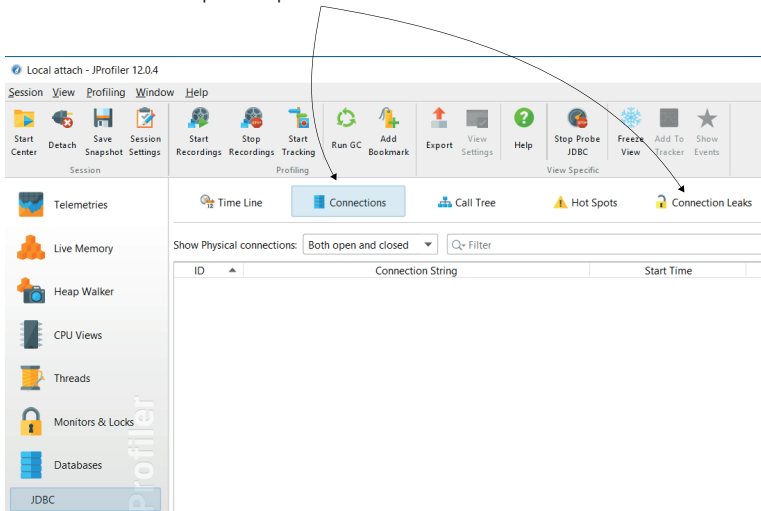 Local attach - JProfiler 12.0.4
Session View Profiling Window Help
Start Center
Detach
Save Snapshot
Session Settings
Start Recordings
Stop Recordings
Start Tracking
Run GC
Add Bookmark
Export
View Settings
Help
Stop Probe JDBC
Freeze View
Add To Tracker
Show Events
Session
Profiling
View Specific
Telemetries
Live Memory
Heap Walker
CPU Views
Threads
Monitors & Locks
Databases
JDBC
Profiler
Time Line
Connections
Call Tree
Hot Spots
Connection Leaks
Show Physical connections: Both open and closed Filter
ID Connection String Start Time